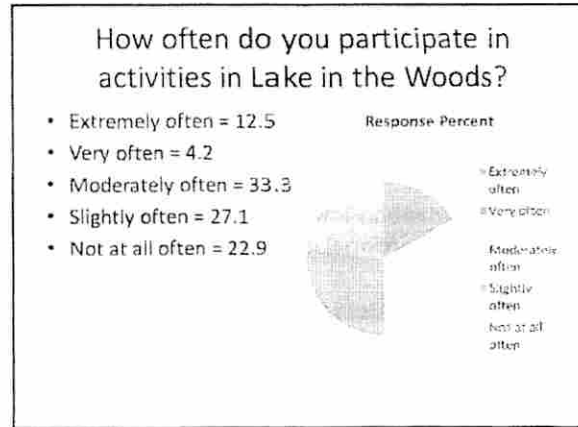 How often do you participate in
activities in Lake in the Woods?
• Extremely often = 12.5
• Very often = 4.2
• Moderately often = 33.3
• Slightly often = 27.1
• Not at all often = 22.9
Response Percent
Extremely
often
Very often
Moderately
often
Slightly
often
Not at all
often